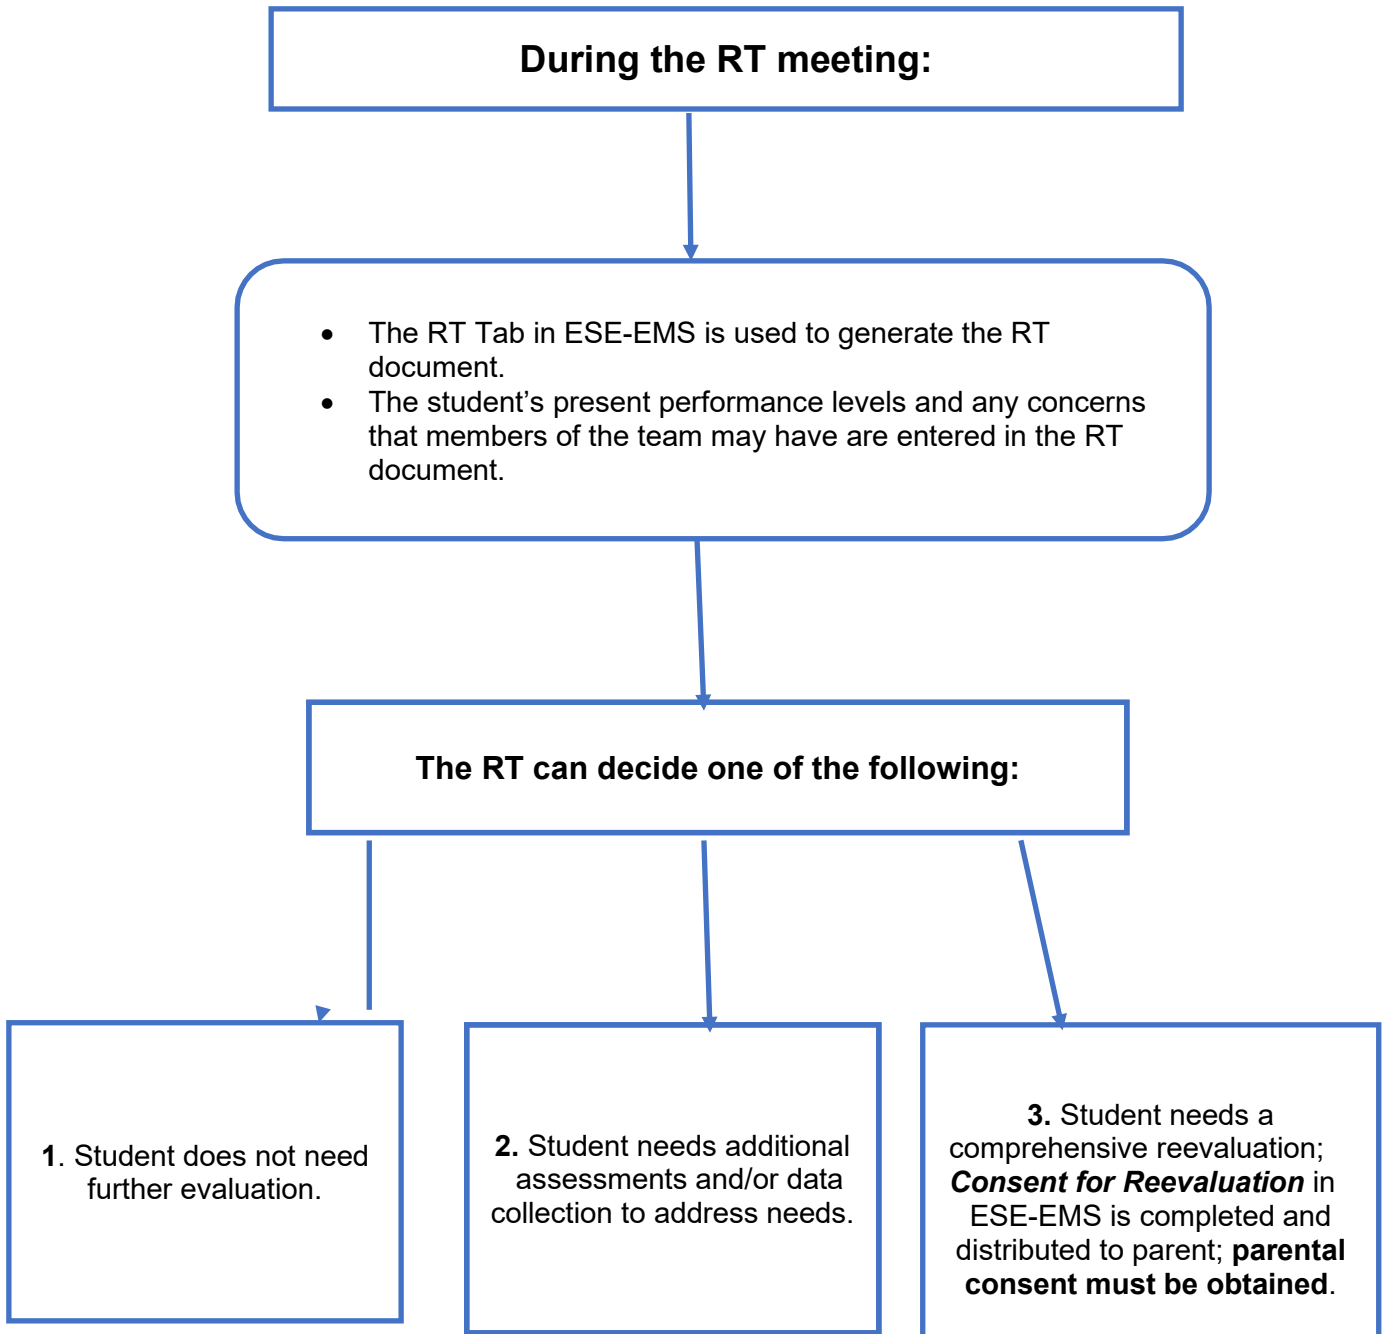 During the RT meeting:
• The RT Tab in ESE-EMS is used to generate the RT
document.
• The student’s present performance levels and any concerns
that members of the team may have are entered in the RT
document.
The RT can decide one of the following:
1. Student does not need
further evaluation.
2. Student needs additional
assessments and/or data
collection to address needs.
3. Student needs a
comprehensive reevaluation;
Consent for Reevaluation in
ESE-EMS is completed and
distributed to parent; parental
consent must be obtained.